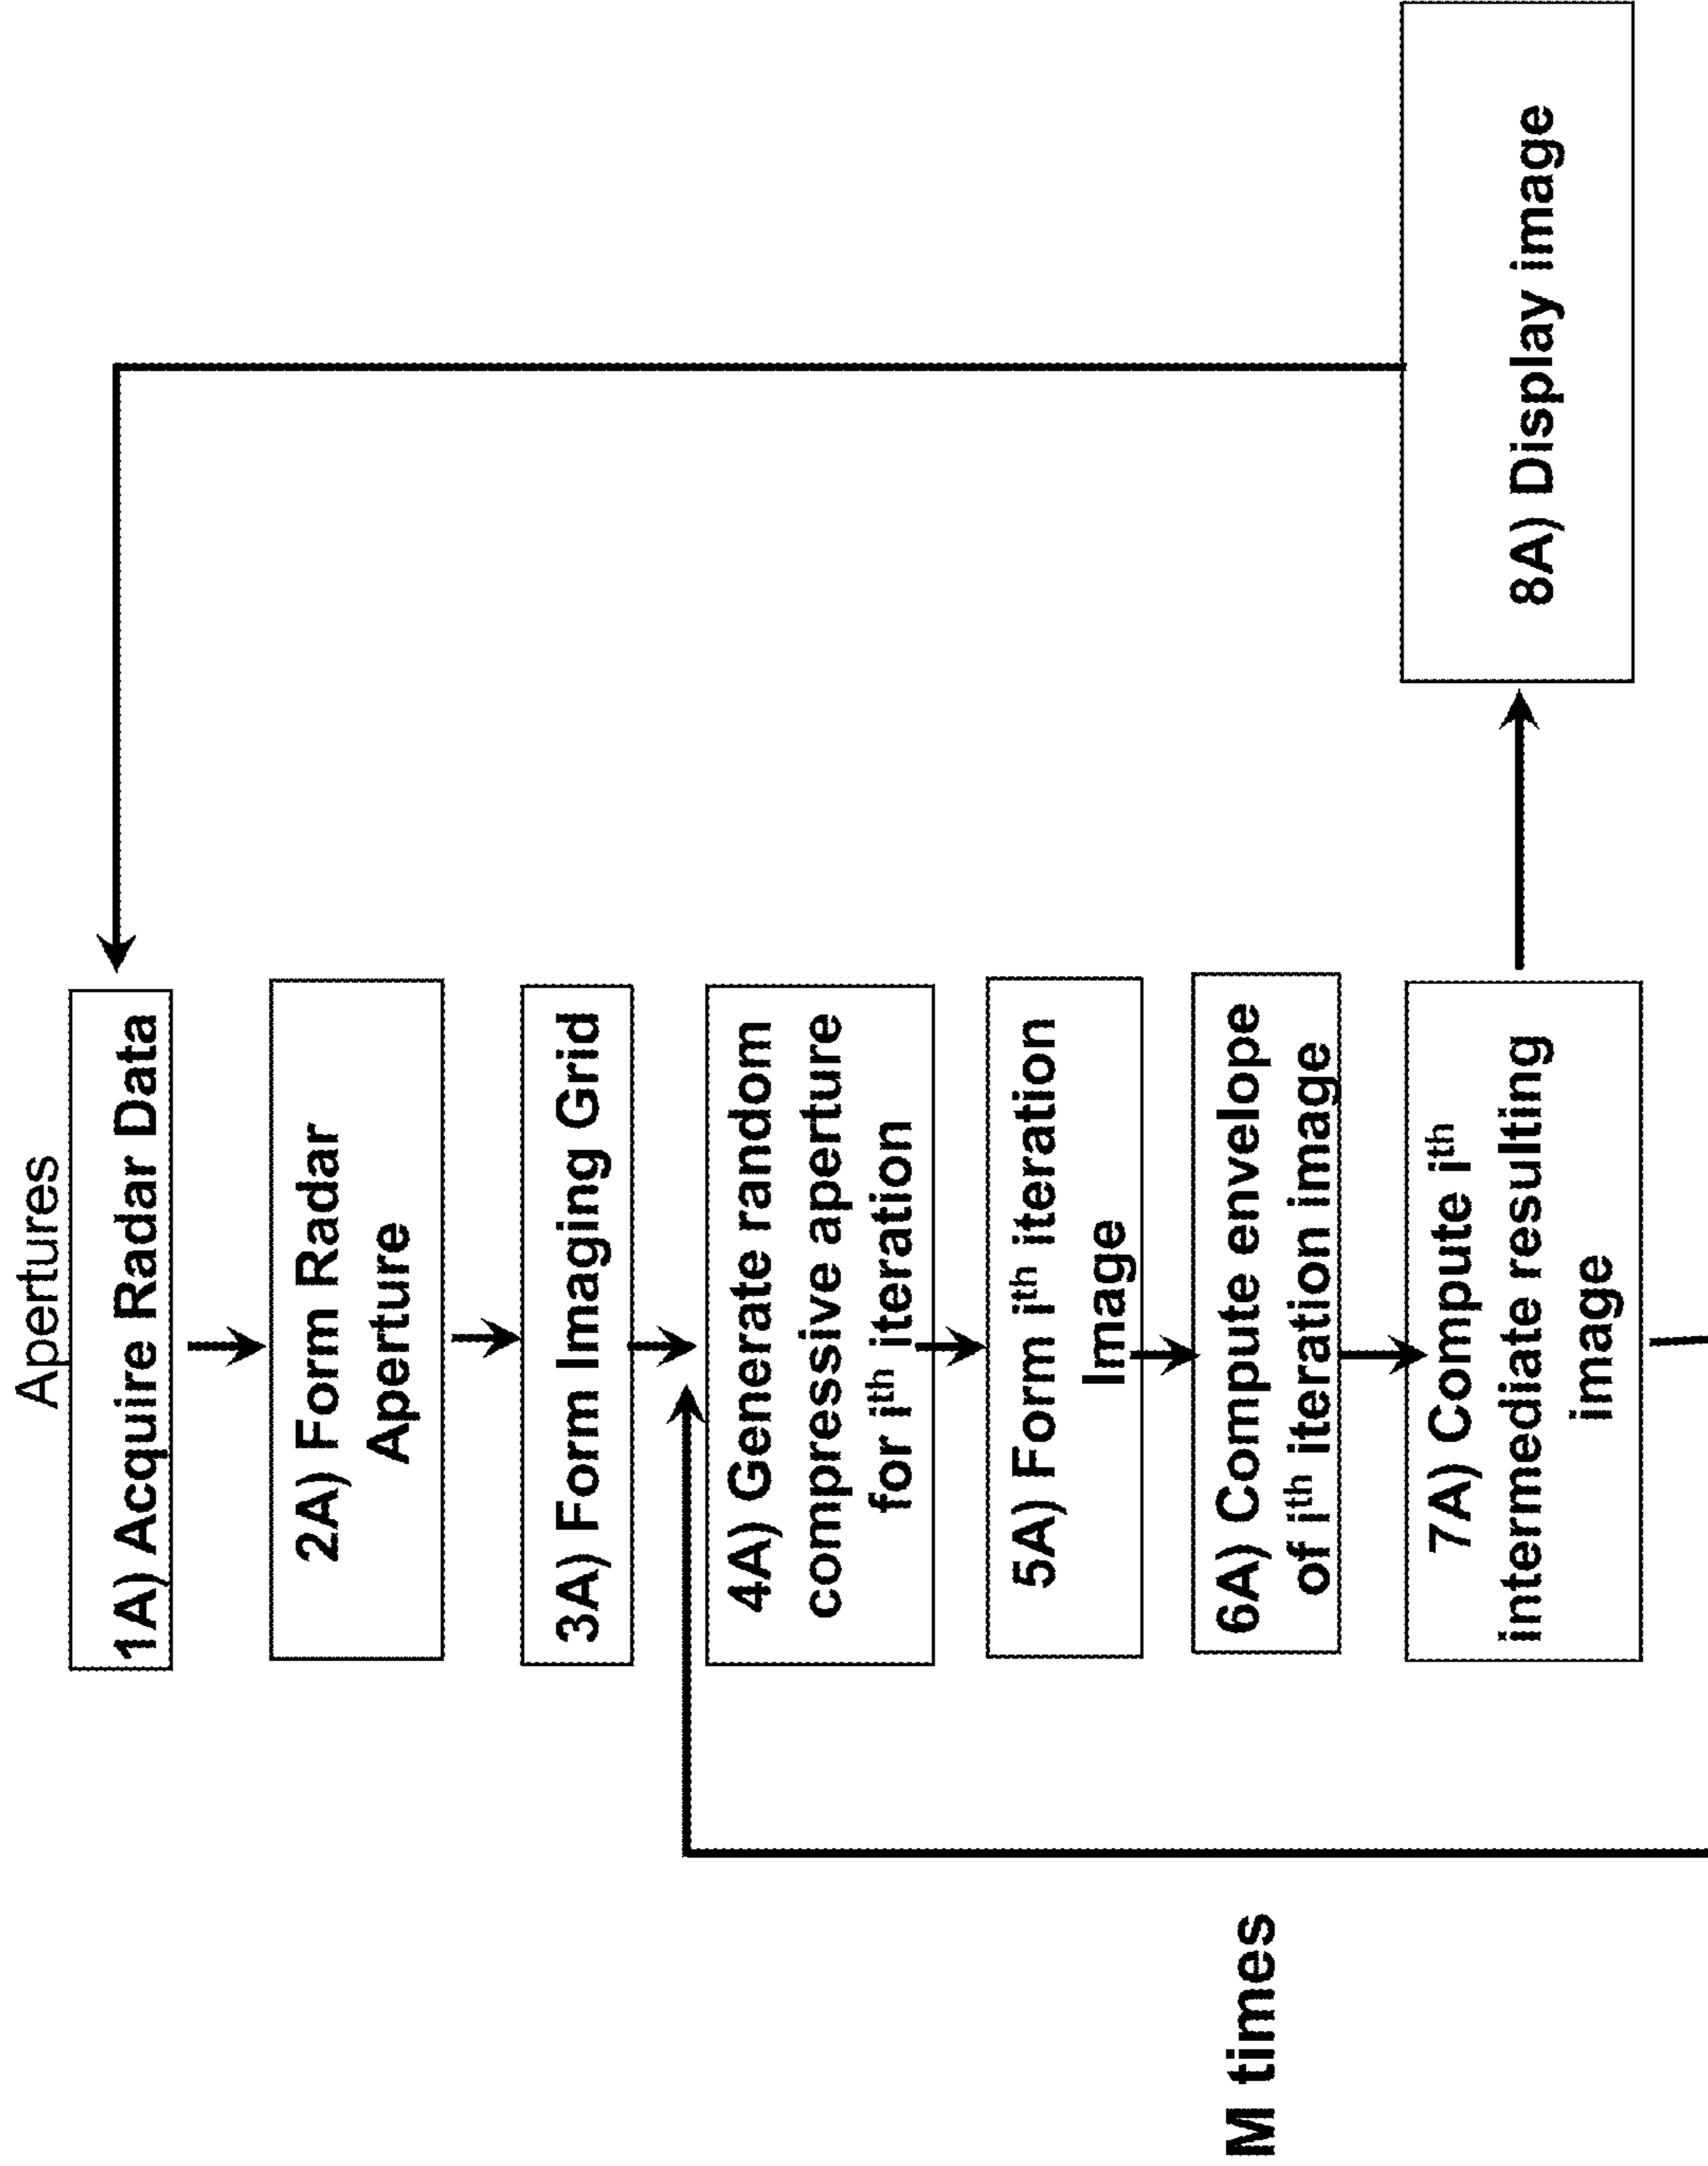 Apertures
1A) Acquire Radar Data
2A) Form Radar
Aperture
3A) Form Imaging Grid
4A) Generate random
compressive aperture
for iᵗʰ iteration
5A) Form iᵗʰ iteration
Image
6A) Compute envelope
of iᵗʰ iteration image
7A) Compute iᵗʰ
intermediate resulting
image
8A) Display image
M times